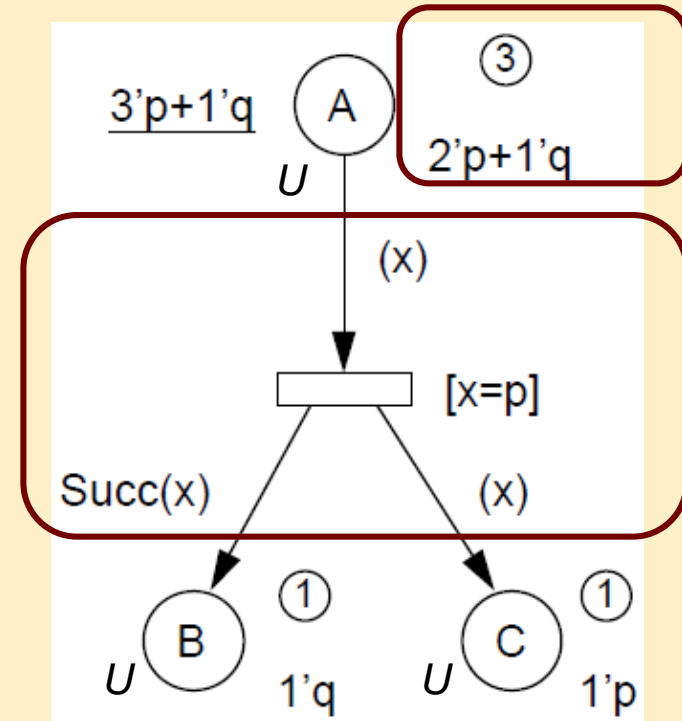 3
3’p+1’q
A
2’p+1’q
U
(x)
[x=p]
Succ(x)
(x)
1
1
B
C
U
1’q
U
1’p